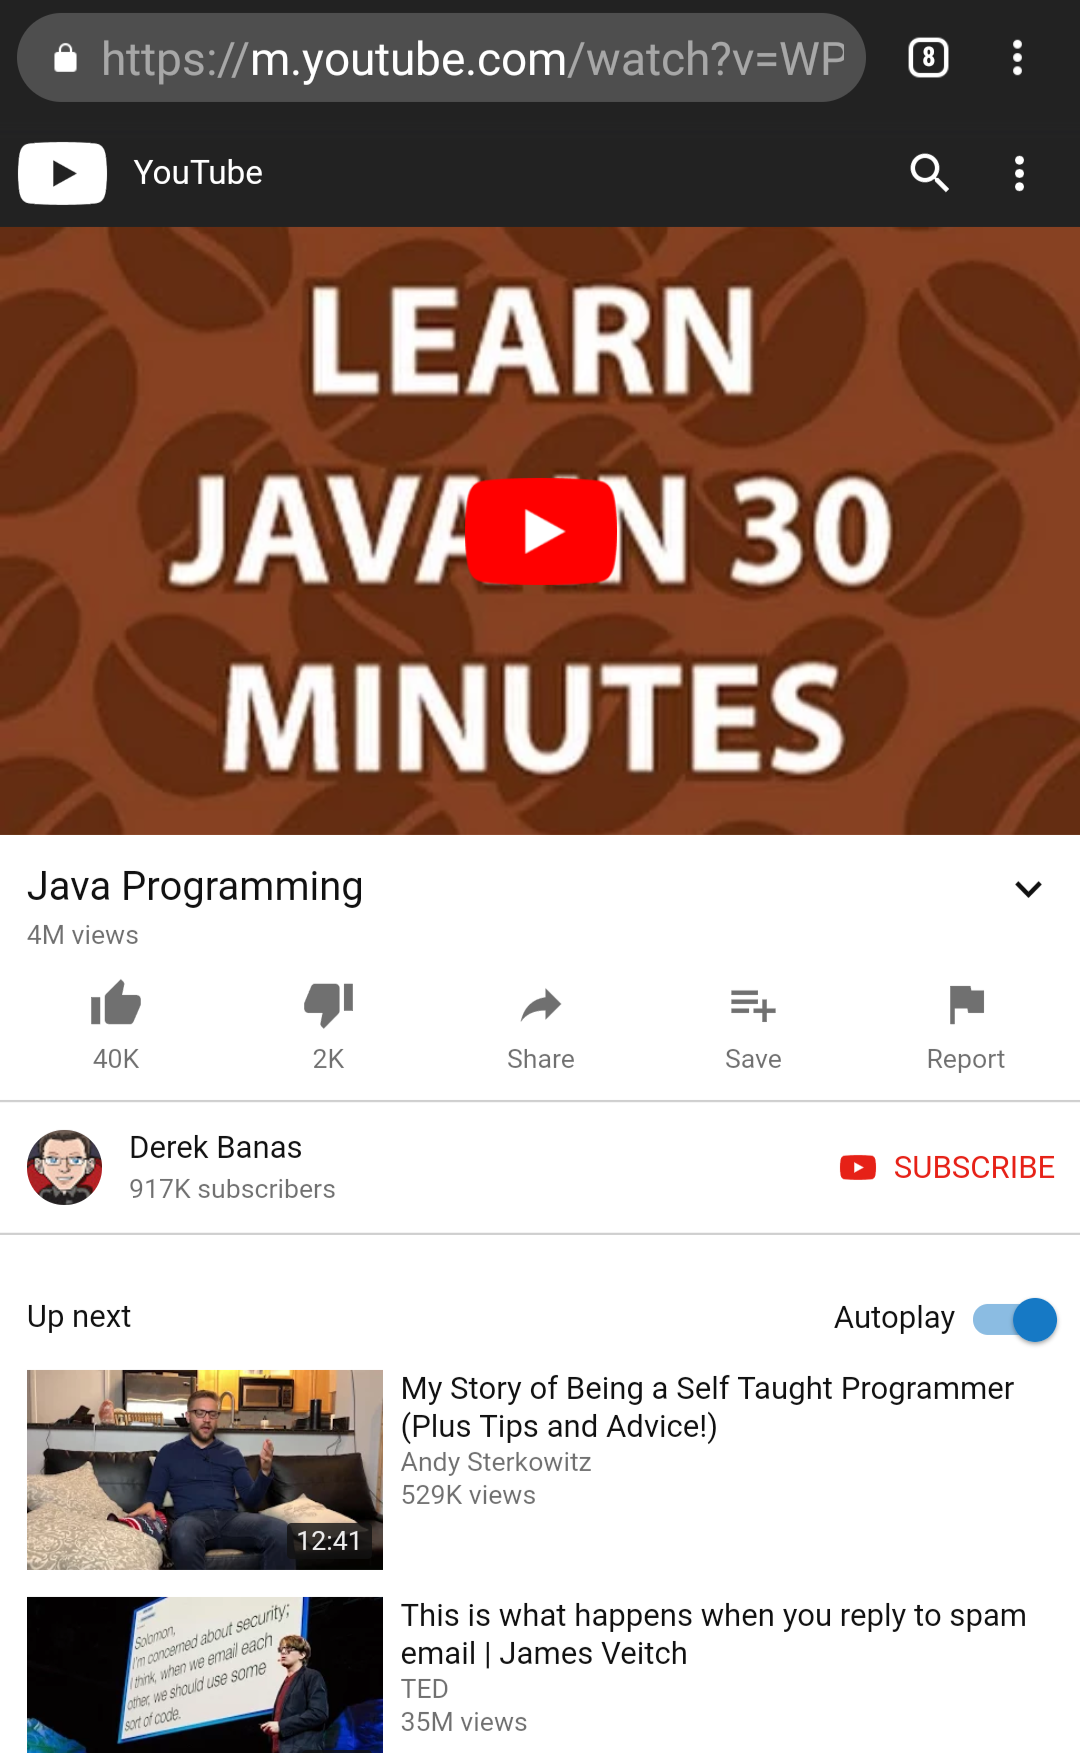 https://m.youtube.com/watch?v=WP
8
YouTube
LEARN
JAVA IN 30
MINUTES
Java Programming
4M views
40K
2K
Share
Save
Report
Derek Banas
917K subscribers
SUBSCRIBE
Up next
Autoplay
My Story of Being a Self Taught Programmer
(Plus Tips and Advice!)
Andy Sterkowitz
529K views
12:41
This is what happens when you reply to spam
email | James Veitch
TED
35M views
Solomon,
I'm concerned about security;
I think, when we email each
other, we should use some
sort of code.